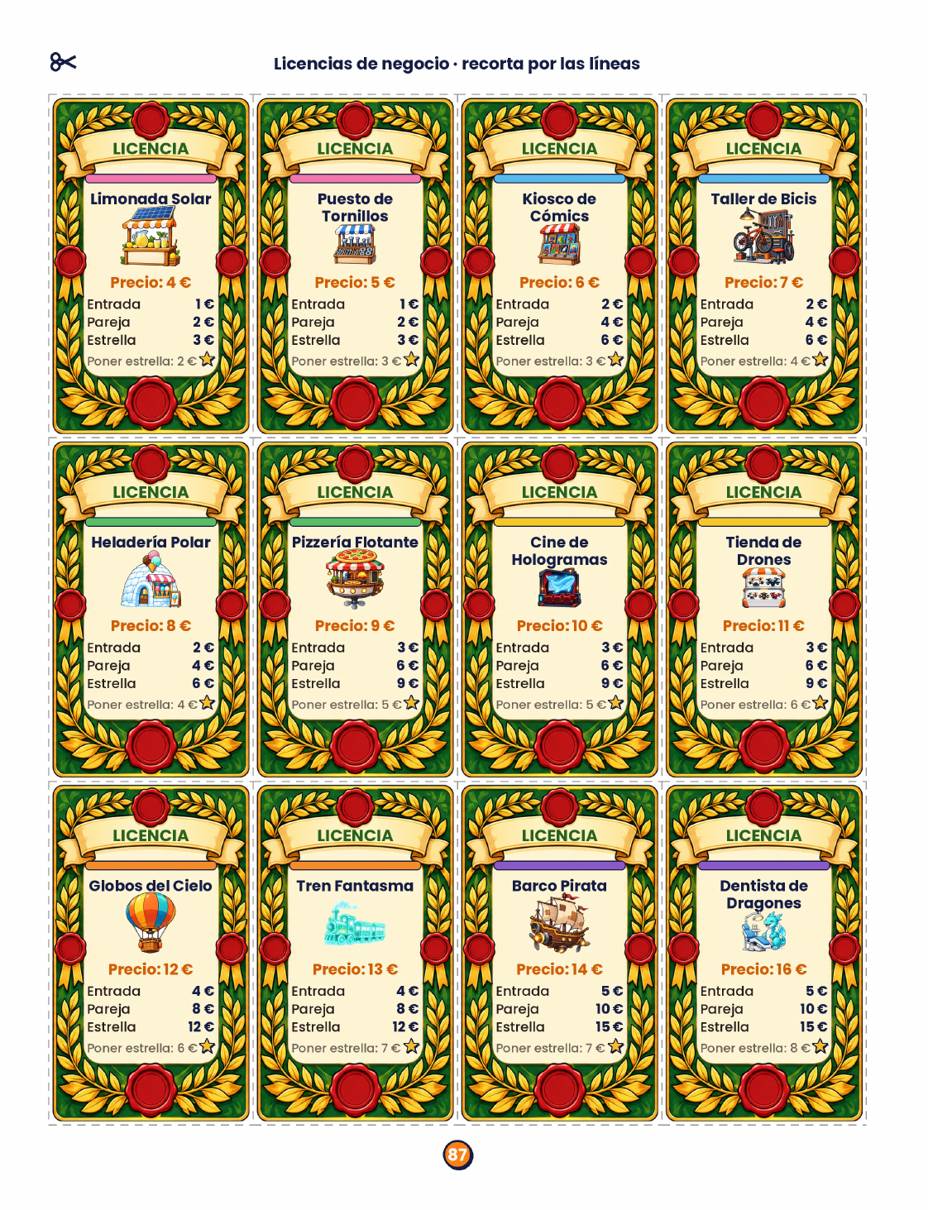 Licencias de negocio · recorta por las líneas
LICENCIA
Limonada Solar
Precio: 4 €
Entrada 1 €
Pareja 2 €
Estrella 3 €
Poner estrella: 2 €
LICENCIA
Puesto de
Tornillos
Precio: 5 €
Entrada 1 €
Pareja 2 €
Estrella 3 €
Poner estrella: 3 €
LICENCIA
Kiosco de
Cómics
Precio: 6 €
Entrada 2 €
Pareja 4 €
Estrella 6 €
Poner estrella: 3 €
LICENCIA
Taller de Bicis
Precio: 7 €
Entrada 2 €
Pareja 4 €
Estrella 6 €
Poner estrella: 4 €
LICENCIA
Heladería Polar
Precio: 8 €
Entrada 2 €
Pareja 4 €
Estrella 6 €
Poner estrella: 4 €
LICENCIA
Pizzería Flotante
Precio: 9 €
Entrada 3 €
Pareja 6 €
Estrella 9 €
Poner estrella: 5 €
LICENCIA
Cine de
Hologramas
Precio: 10 €
Entrada 3 €
Pareja 6 €
Estrella 9 €
Poner estrella: 5 €
LICENCIA
Tienda de
Drones
Precio: 11 €
Entrada 3 €
Pareja 6 €
Estrella 9 €
Poner estrella: 6 €
LICENCIA
Globos del Cielo
Precio: 12 €
Entrada 4 €
Pareja 8 €
Estrella 12 €
Poner estrella: 6 €
LICENCIA
Tren Fantasma
Precio: 13 €
Entrada 4 €
Pareja 8 €
Estrella 12 €
Poner estrella: 7 €
LICENCIA
Barco Pirata
Precio: 14 €
Entrada 5 €
Pareja 10 €
Estrella 15 €
Poner estrella: 7 €
LICENCIA
Dentista de
Dragones
Precio: 16 €
Entrada 5 €
Pareja 10 €
Estrella 15 €
Poner estrella: 8 €
87